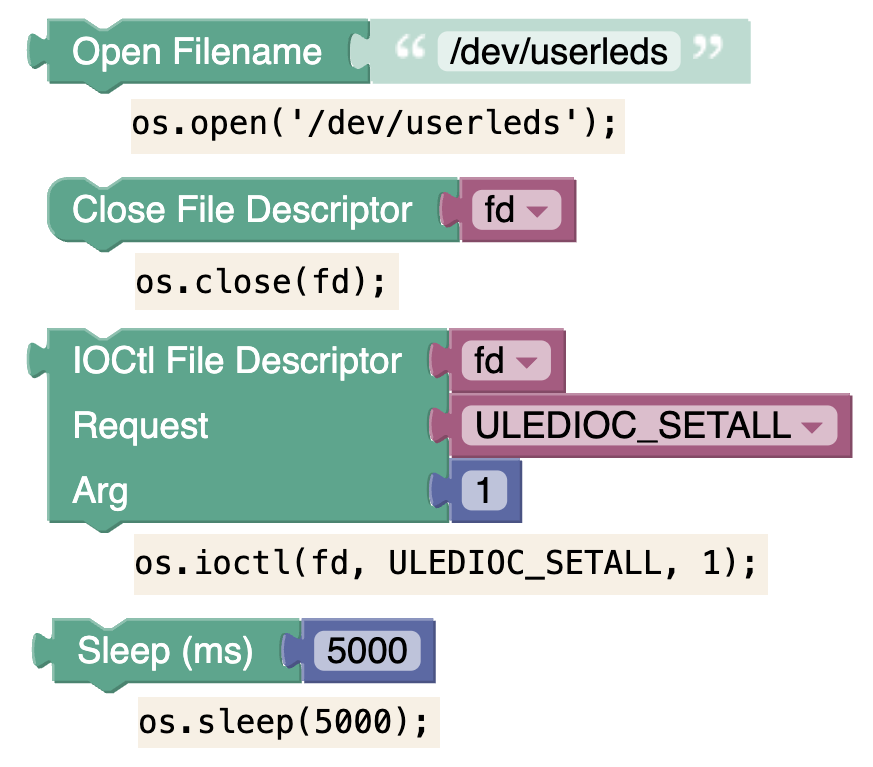 Open Filename “ /dev/userleds ”
os.open('/dev/userleds');
Close File Descriptor fd
os.close(fd);
IOCtl File Descriptor fd
Request ULEDIOC_SETALL
Arg 1
os.ioctl(fd, ULEDIOC_SETALL, 1);
Sleep (ms) 5000
os.sleep(5000);